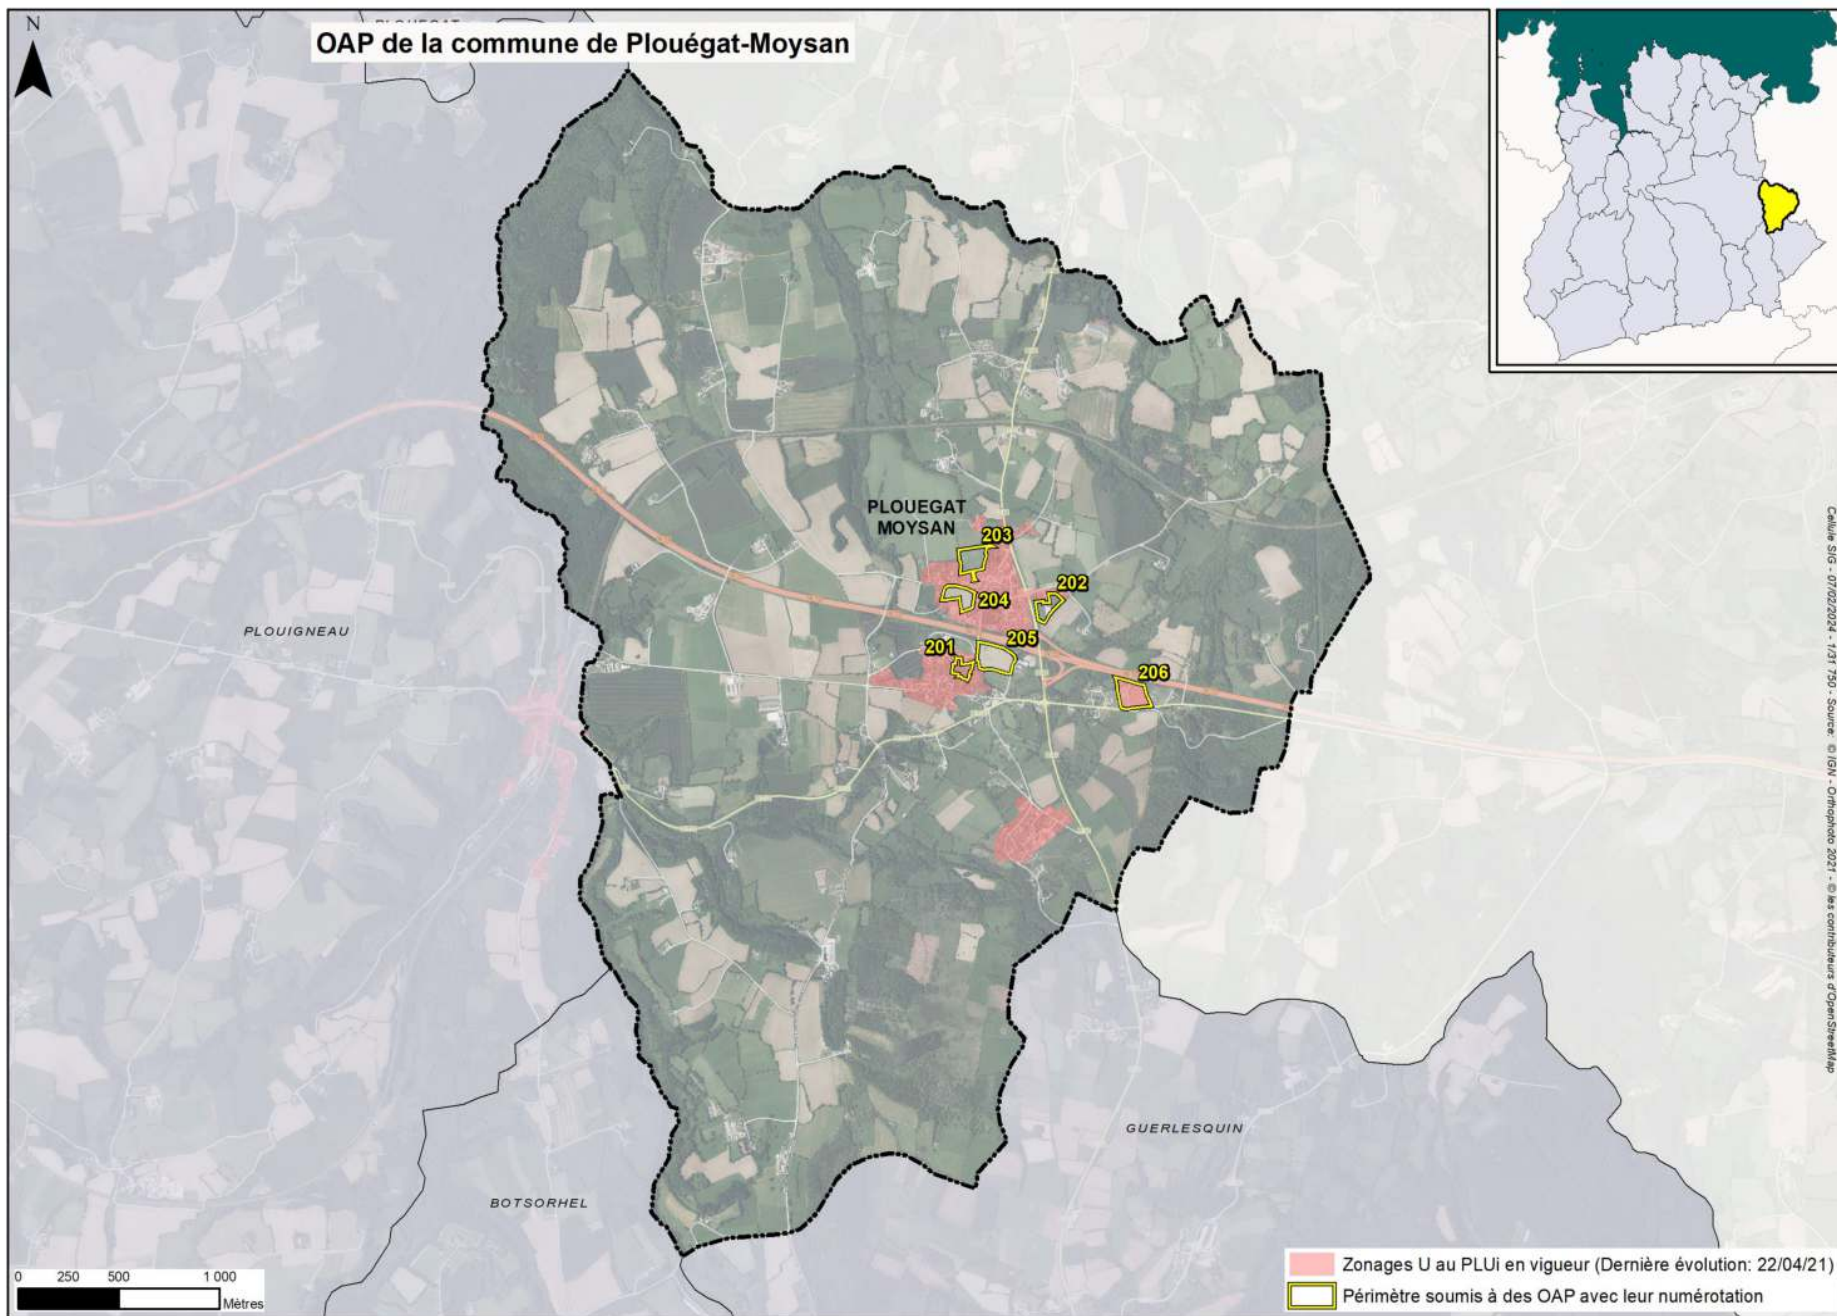 N
OAP de la commune de Plouégat-Moysan
PLOUEGAT
MOYSAN
203
202
204
205
201
206
PLOUIGNEAU
GUERLESQUIN
BOTSORHEL
Cellule SIG - 07/02/2024 - 1/31 750 - Source: © IGN - Orthophoto 2021 - © les contributeurs d'OpenStreetMap
0 250 500 1 000
Mètres
Zonages U au PLUi en vigueur (Dernière évolution: 22/04/21)
Périmètre soumis à des OAP avec leur numérotation